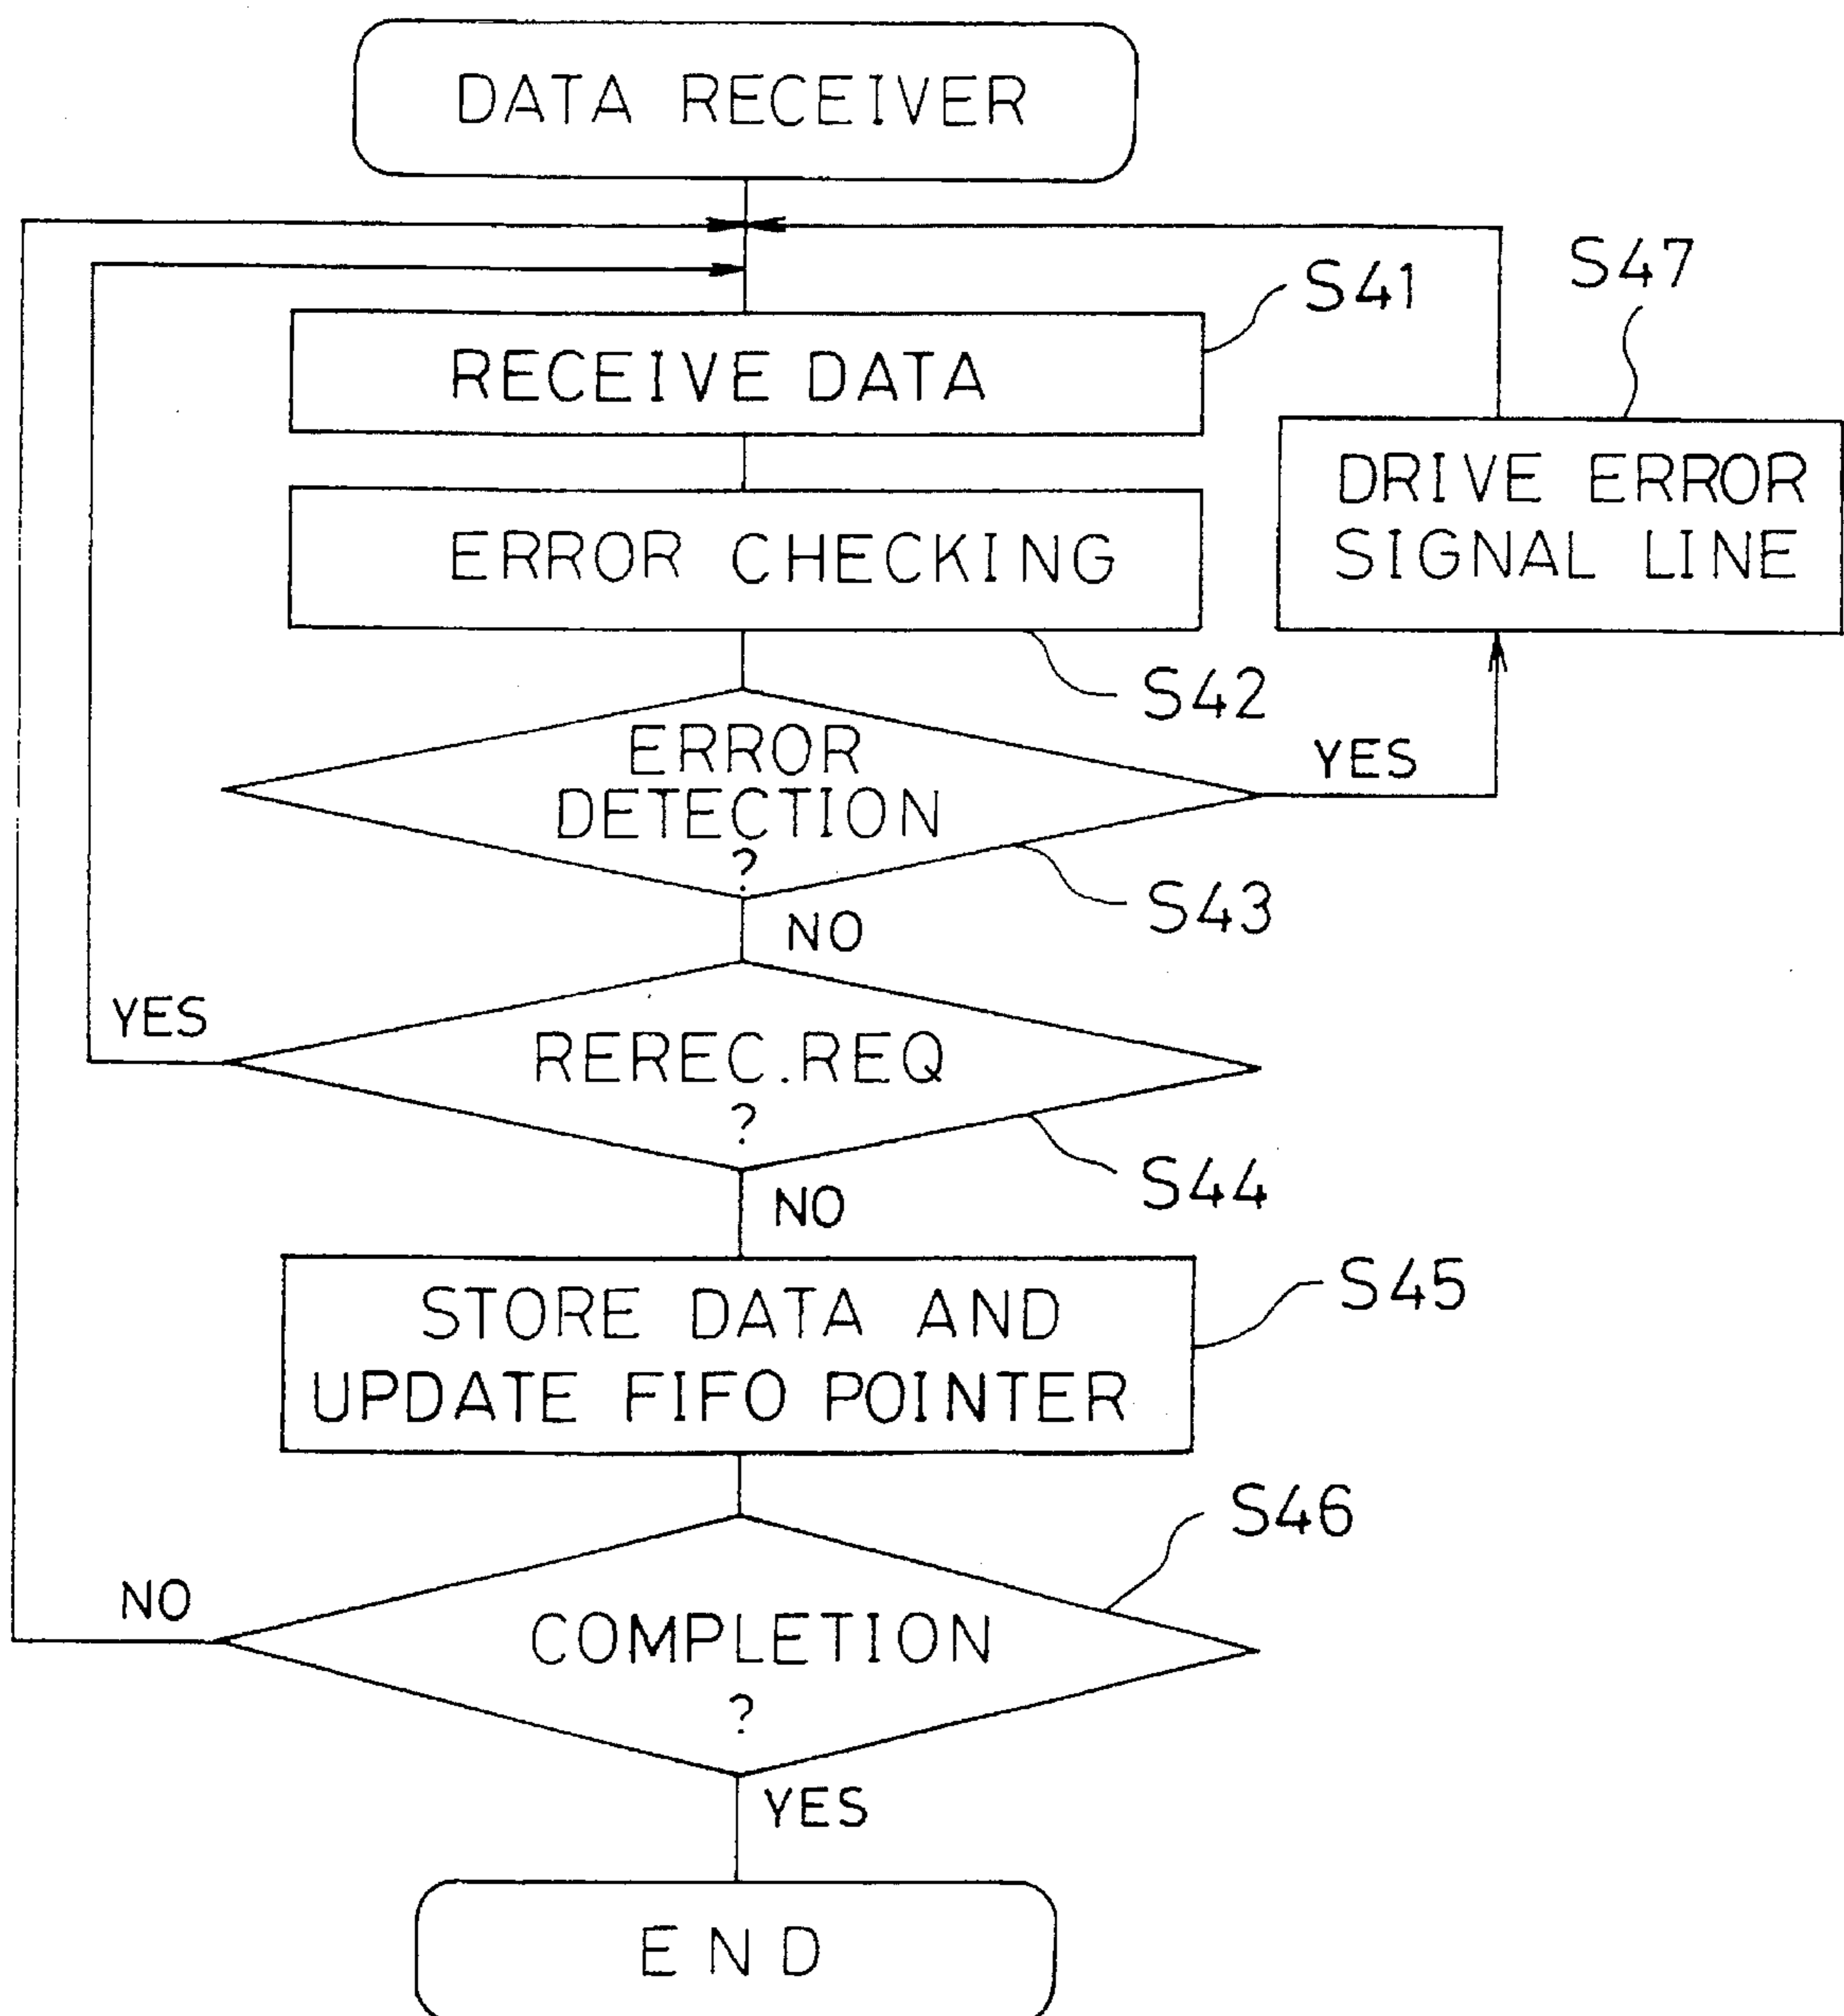 DATA RECEIVER
S41
S47
RECEIVE DATA
DRIVE ERROR
SIGNAL LINE
ERROR CHECKING
S42
ERROR
DETECTION
?
YES
S43
NO
YES
REREC.REQ
?
S44
NO
STORE DATA AND
UPDATE FIFO POINTER
S45
S46
NO
COMPLETION
?
YES
END